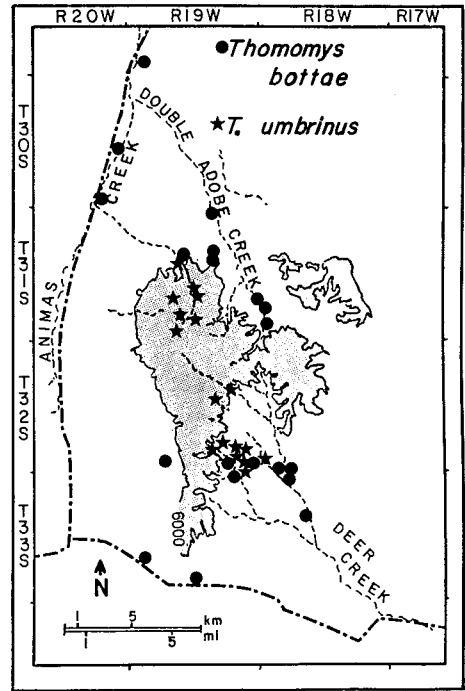 R20W R19W R18W R17W
Thomomys
bottae
T. umbrinus
T30S
T31S
T32S
T33S
DOUBLE ADOBE CREEK
ANIMAS CREEK
DEER CREEK
6000
N
1 5 km
1 5 mi